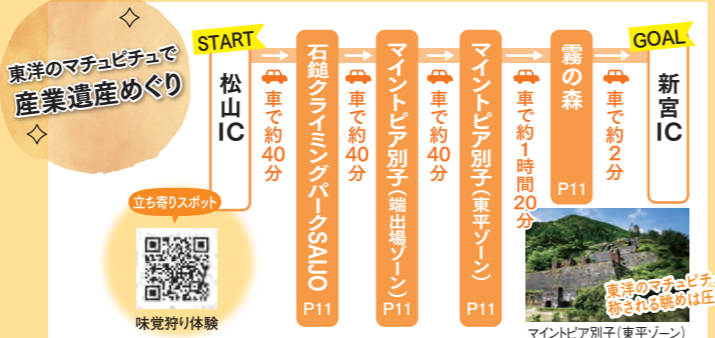 東洋のマチュピチュで
産業遺産めぐり
START
松山IC
車で約40分
石鎚クライミングパークSAIJO
P11
車で約40分
マイントピア別子(端出場ゾーン)
P11
車で約40分
マイントピア別子(東平ゾーン)
P11
車で約1時間20分
霧の森
P11
車で約2分
GOAL
新宮IC
立ち寄りスポット
味覚狩り体験
東洋のマチュピチ
称される眺めは圧
マイントピア別子(東平ゾーン)